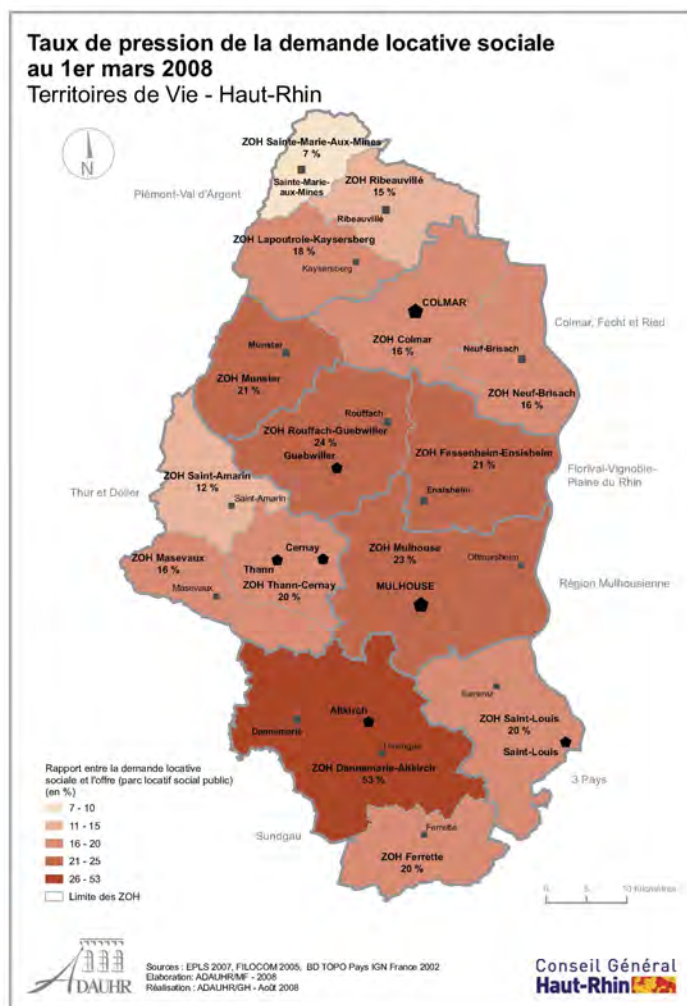 Taux de pression de la demande locative sociale
au 1er mars 2008
Territoires de Vie - Haut-Rhin
N
ZOH Sainte-Marie-Aux-Mines
7 %
Sainte-Marie-
aux-Mines
Piémont-Val d'Argent
ZOH Ribeauvillé
15 %
Ribeauville
ZOH Lapoutroie-Kaysersberg
18 %
Kaysersberg
COLMAR
Colmar, Fecht et Ried
ZOH Colmar
16 %
Neuf-Brisach
ZOH Neuf-Brisach
16 %
Munster
ZOH Munster
21 %
Rouffach
ZOH Rouffach-Guebwiller
24 %
Guebwiller
ZOH Fessenheim-Ensisheim
21 %
Ensisheim
Florival-Vignoble-
Plaine du Rhin
ZOH Saint-Amarin
12 %
Saint-Amarin
Thur et Doller
Cernay
Thann
ZOH Thann-Cernay
20 %
ZOH Masevaux
16 %
Masevaux
ZOH Mulhouse
23 %
Ottmarsheim
MULHOUSE
Région Mulhousienne
Altkirch
Dannemarie
ZOH Dannemarie-Altkirch
53 %
Sierentz
ZOH Saint-Louis
20 %
Saint-Louis
3 Pays
Sundgau
Ferrette
ZOH Ferrette
20 %
Rapport entre la demande locative
sociale et l'offre (parc locatif social public)
(en %)
7 - 10
11 - 15
16 - 20
21 - 25
26 - 53
Limite des ZOH
0 5 10 Kilomètres
ADAUHR
Sources : EPLS 2007, FILOCOM 2005, BD TOPO Pays IGN France 2002
Elaboration: ADAUHR/MF - 2008
Réalisation : ADAUHR/GH - Août 2008
Conseil Général
Haut-Rhin